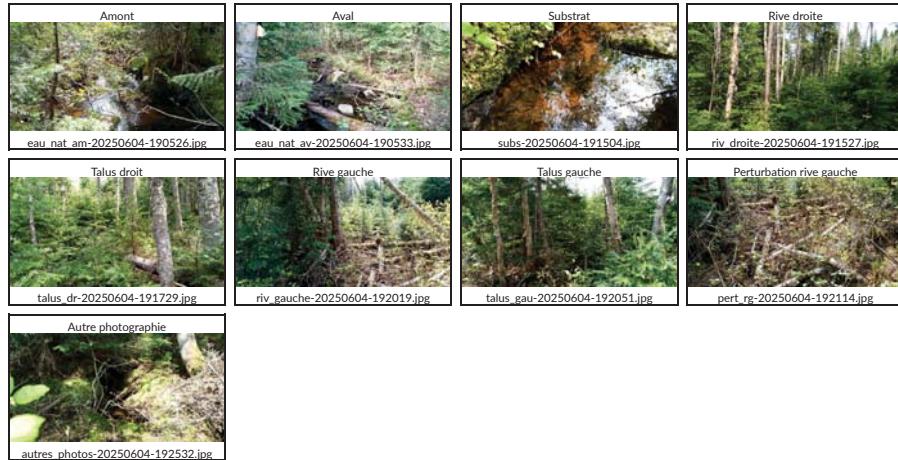 Amont
eau_nat_am-20250604-190526.jpg
Aval
eau_nat_av-20250604-190533.jpg
Substrat
subs-20250604-191504.jpg
Rive droite
riv_droite-20250604-191527.jpg
Talus droit
talus_dr-20250604-191729.jpg
Rive gauche
riv_gauche-20250604-192019.jpg
Talus gauche
talus_gau-20250604-192051.jpg
Perturbation rive gauche
pert_rg-20250604-192114.jpg
Autre photographie
autres_photos-20250604-192532.jpg